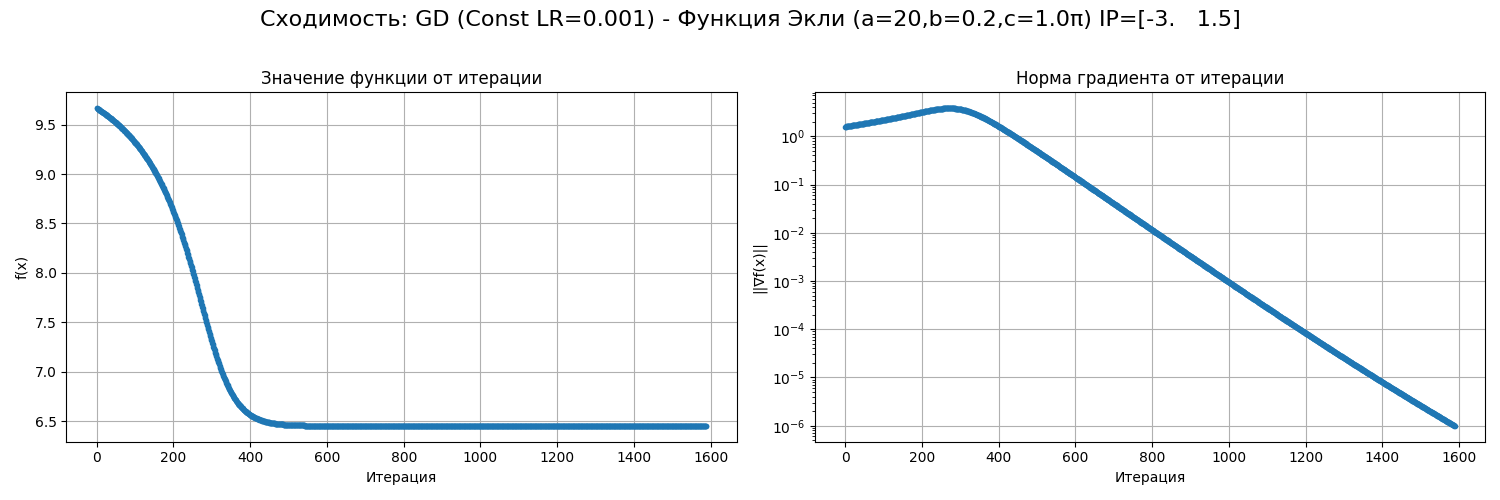 Сходимость: GD (Const LR=0.001) - Функция Экли (a=20,b=0.2,c=1.0π) IP=[-3.   1.5]
Значение функции от итерации
f(x)
9.5
9.0
8.5
8.0
7.5
7.0
6.5
0 200 400 600 800 1000 1200 1400 1600
Итерация
Норма градиента от итерации
||∇f(x)||
10⁰
10⁻¹
10⁻²
10⁻³
10⁻⁴
10⁻⁵
10⁻⁶
0 200 400 600 800 1000 1200 1400 1600
Итерация